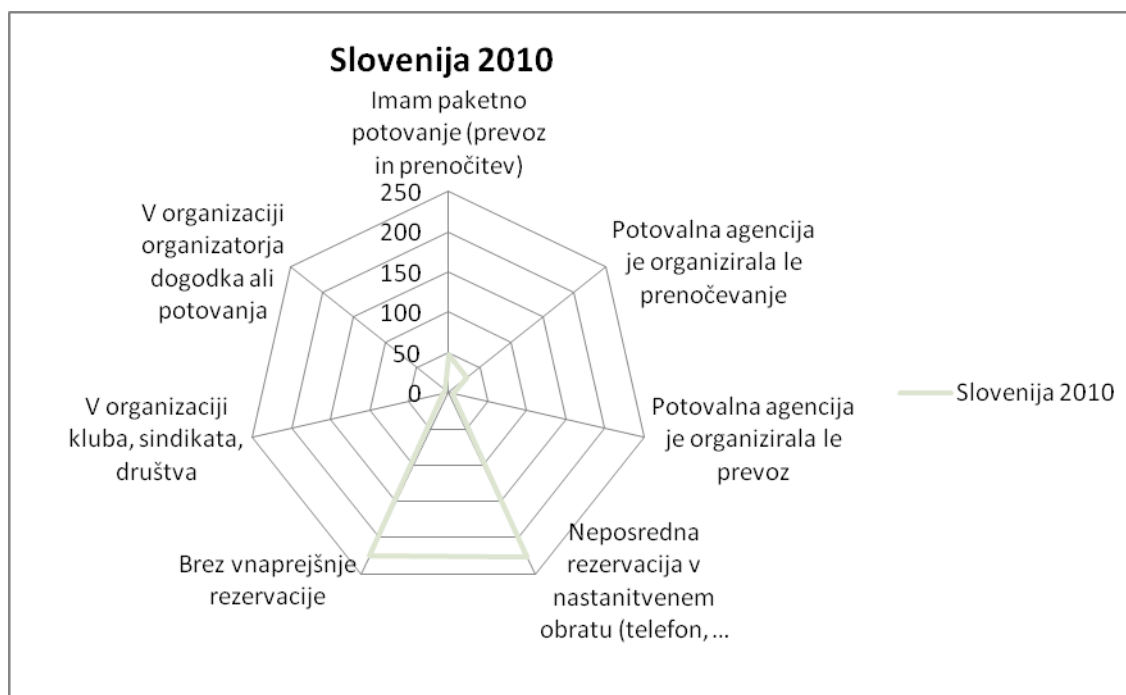 Slovenija 2010
Imam paketno
potovanje (prevoz
in prenočitev)
250
200
150
100
50
0
Potovalna agencija
je organizirala le
prenočevanje
Potovalna agencija
je organizirala le
prevoz
Neposredna
rezervacija v
nastanitvenem
obratu (telefon, ...
Brez vnaprejšnje
rezervacije
V organizaciji
kluba, sindikata,
društva
V organizaciji
organizatorja
dogodka ali
potovanja
Slovenija 2010